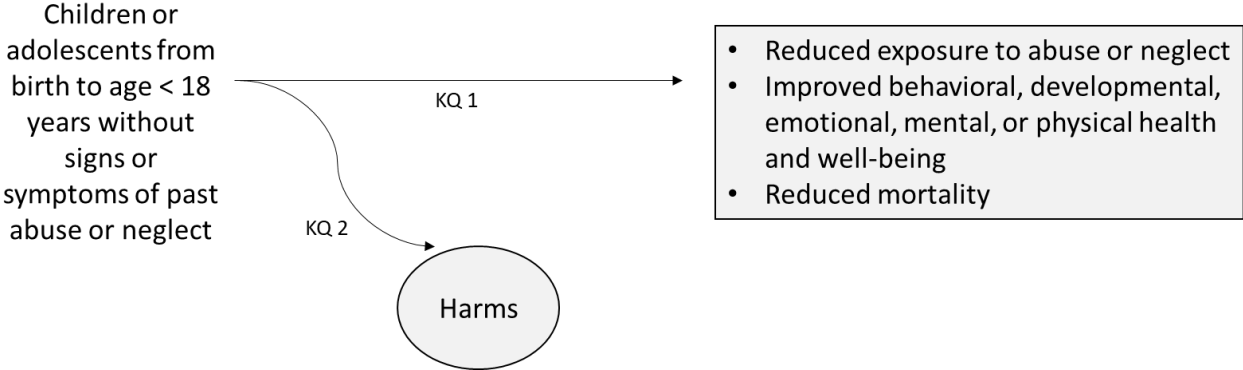 Children or
adolescents from
birth to age < 18
years without
signs or
symptoms of past
abuse or neglect
KQ 1
KQ 2
Harms
• Reduced exposure to abuse or neglect
• Improved behavioral, developmental,
emotional, mental, or physical health
and well-being
• Reduced mortality